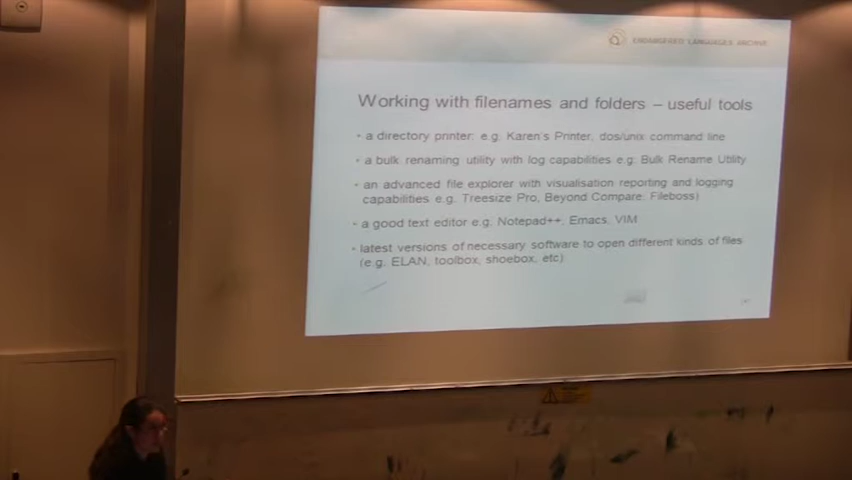 ENDANGERED LANGUAGES ARCHIVE
Working with filenames and folders – useful tools
• a directory printer: e.g. Karen's Printer, dos/unix command line
• a bulk renaming utility with log capabilities e.g. Bulk Rename Utility
• an advanced file explorer with visualisation reporting and logging
capabilities e.g. Treesize Pro, Beyond Compare, Fileboss)
• a good text editor e.g. Notepad++, Emacs, VIM
• latest versions of necessary software to open different kinds of files
(e.g. ELAN, toolbox, shoebox, etc)